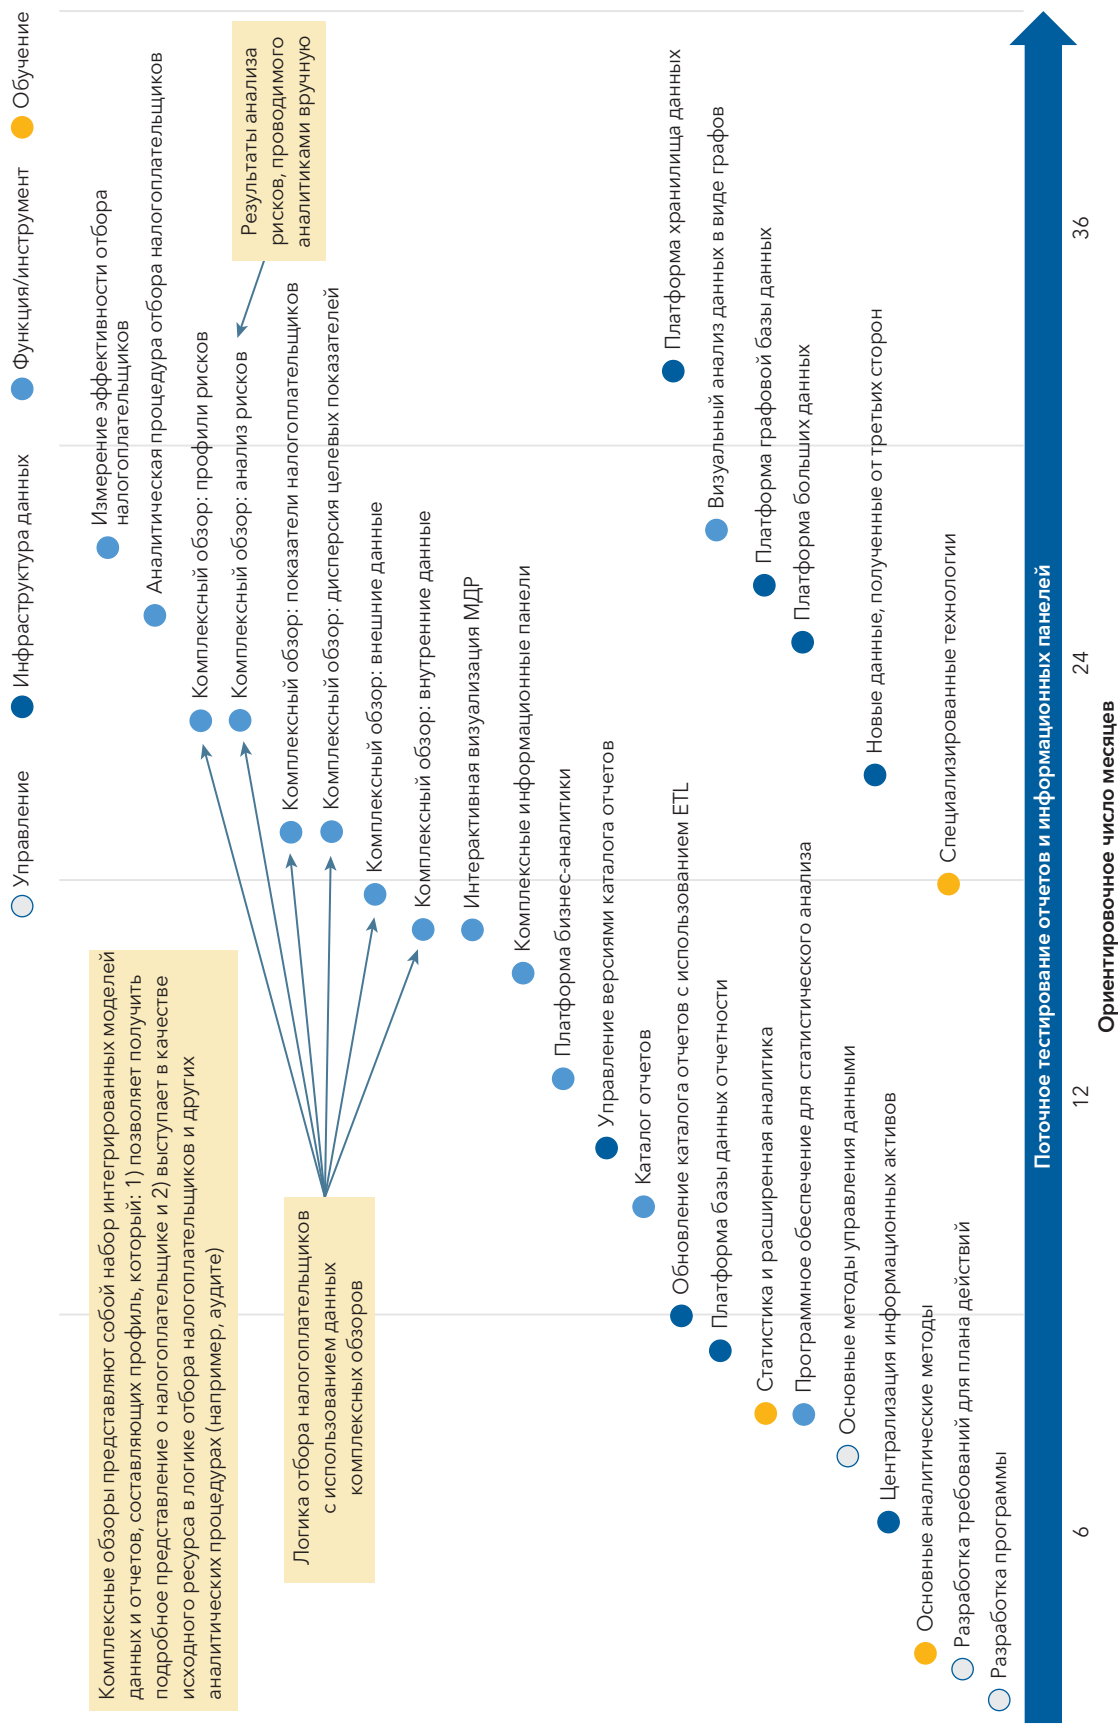 Управление
Инфраструктура данных
Функция/инструмент
Обучение
Комплексные обзоры представляют собой набор интегрированных моделей
данных и отчетов, составляющих профиль, который: 1) позволяет получить
подробное представление о налогоплательщике и 2) выступает в качестве
исходного ресурса в логике отбора налогоплательщиков и других
аналитических процедурах (например, аудите)
Логика отбора налогоплательщиков
с использованием данных
комплексных обзоров
Результаты анализа
рисков, проводимого
аналитиками вручную
Измерение эффективности отбора
налогоплательщиков
Аналитическая процедура отбора налогоплательщиков
Комплексный обзор: профили рисков
Комплексный обзор: анализ рисков
Комплексный обзор: показатели налогоплательщиков
Комплексный обзор: дисперсия целевых показателей
Комплексный обзор: внешние данные
Комплексный обзор: внутренние данные
Интерактивная визуализация МДР
Комплексные информационные панели
Платформа бизнес-аналитики
Управление версиями каталога отчетов
Каталог отчетов
Платформа хранилища данных
Обновление каталога отчетов с использованием ETL
Визуальный анализ данных в виде графов
Платформа базы данных отчетности
Платформа графовой базы данных
Статистика и расширенная аналитика
Платформа больших данных
Программное обеспечение для статистического анализа
Основные методы управления данными
Новые данные, полученные от третьих сторон
Централизация информационных активов
Основные аналитические методы
Специализированные технологии
Разработка требований для плана действий
Разработка программы
Поточное тестирование отчетов и информационных панелей
6
12
24
36
Ориентировочное число месяцев